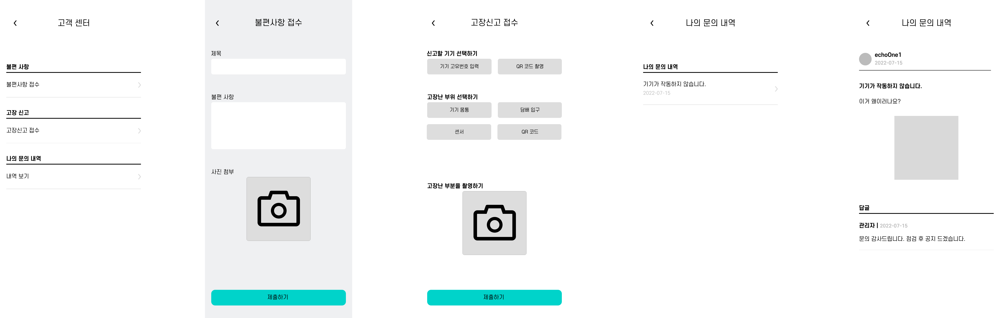 고객 센터
불편 사항
불편사항 접수
고장 신고
고장신고 접수
나의 문의 내역
내역 보기
불편사항 접수
제목
불편 사항
사진 첨부
제출하기
고장신고 접수
신고할 기기 선택하기
기기 고유번호 입력
QR 코드 촬영
고장난 부위 선택하기
기기 몸통
담배 입구
센서
QR 코드
고장난 부분을 촬영하기
제출하기
나의 문의 내역
나의 문의 내역
기기가 작동하지 않습니다.
2022-07-15
나의 문의 내역
echoOne1
2022-07-15
기기가 작동하지 않습니다.
이거 왜이러나요?
답글
관리자 | 2022-07-15
문의 감사드립니다. 점검 후 공지 드겠습니다.